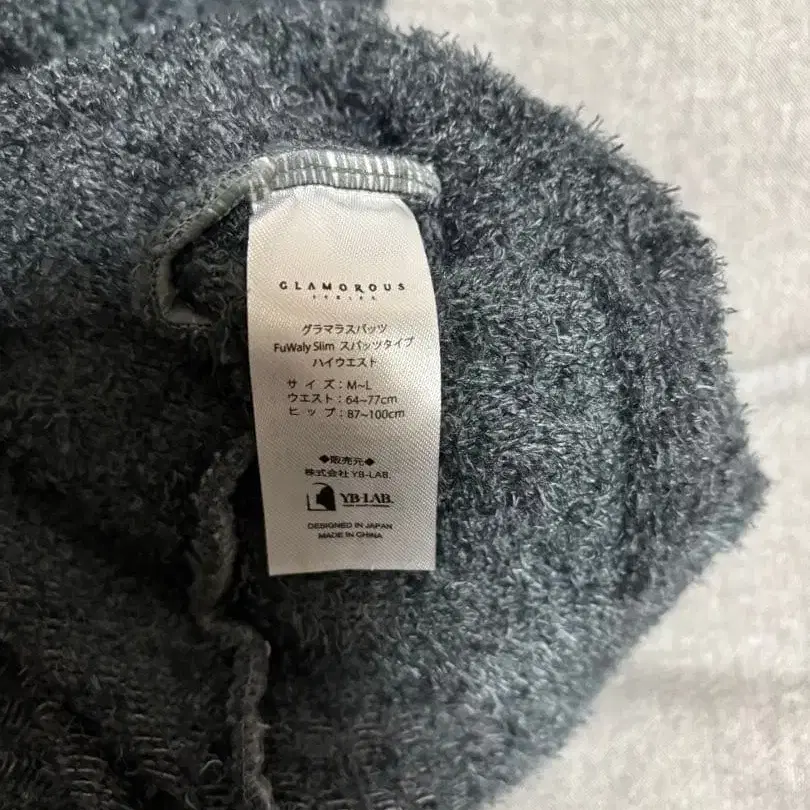 GLAMOROUS
SERIES
グラマラスパッツ
FuWaly Slim スパッツタイプ
ハイウエスト
サイズ：M~L
ウエスト：64~77cm
ヒップ：87~100cm
◆販売元◆
株式会社 YB-LAB.
YB-LAB.
DESIGNED IN JAPAN
MADE IN CHINA